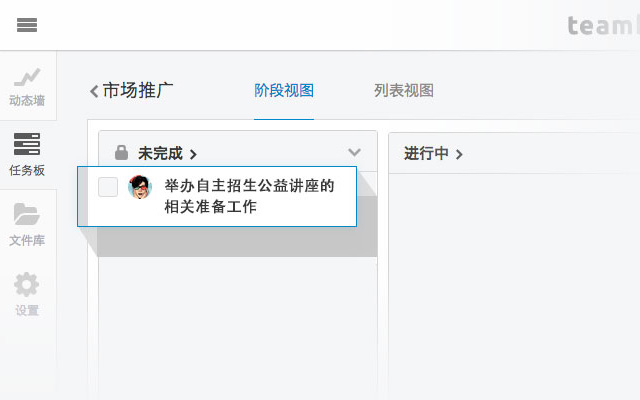 team
动态墙
市场推广
阶段视图
列表视图
任务板
未完成
进行中
举办自主招生公益讲座的
相关准备工作
文件库
设置